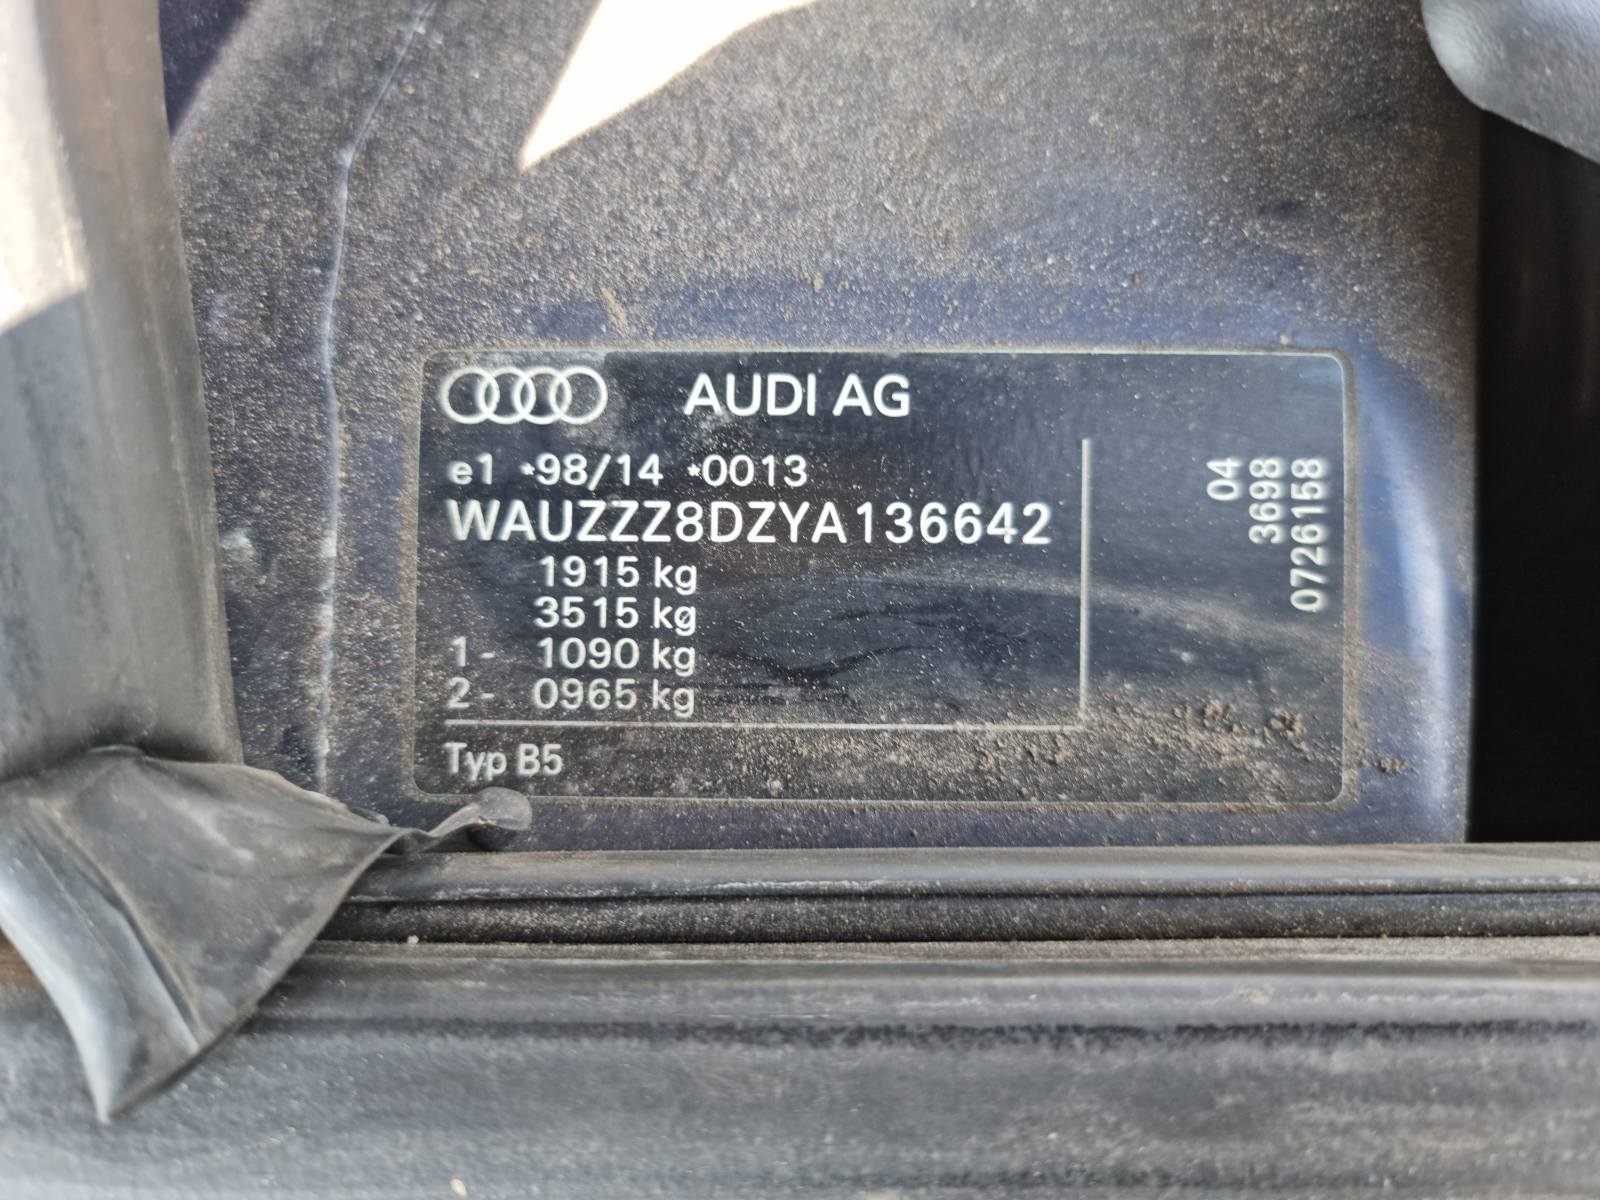 AUDI AG
e1 *98/14 *0013
WAUZZZ8DZYA136642
1915 kg
3515 kg
1- 1090 kg
2- 0965 kg
Typ B5
04
3698
0726158